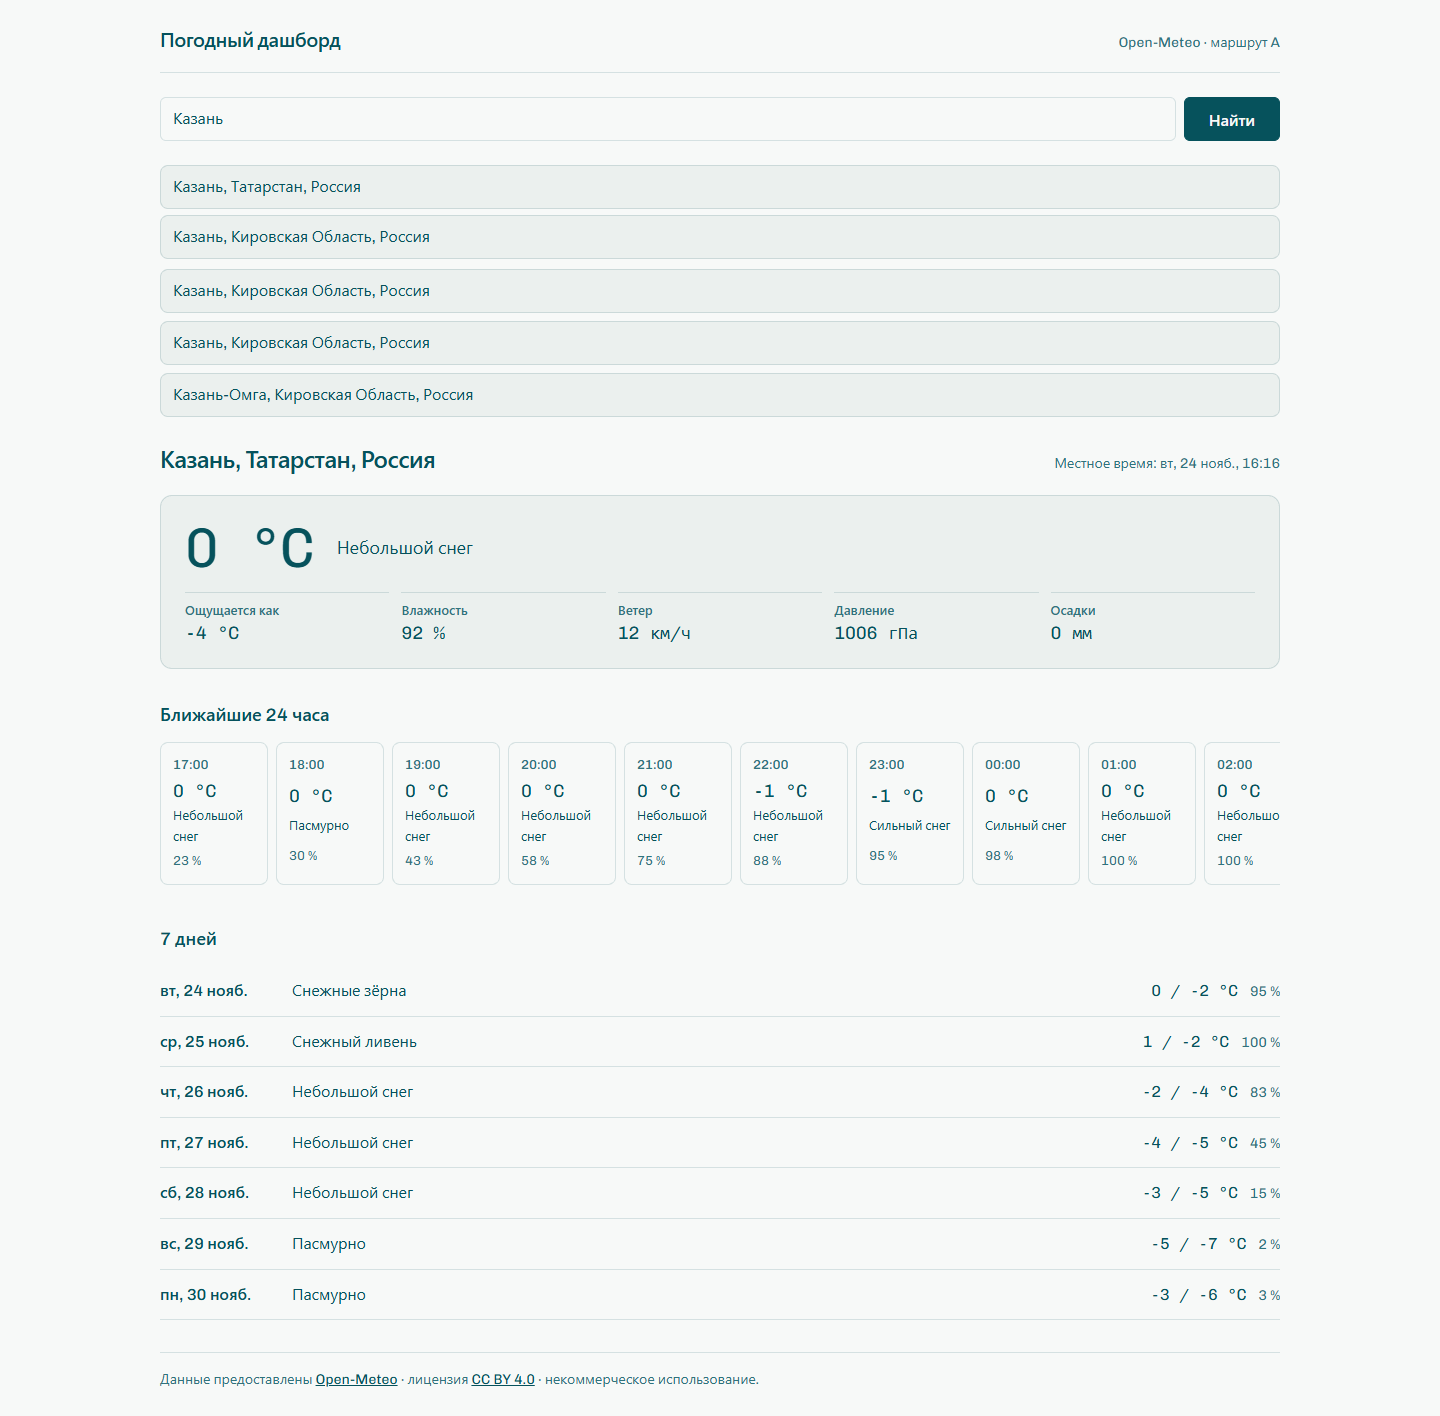 Погодный дашборд
Open-Meteo · маршрут A
Казань
Найти
Казань, Татарстан, Россия
Казань, Кировская Область, Россия
Казань, Кировская Область, Россия
Казань, Кировская Область, Россия
Казань-Омга, Кировская Область, Россия
Казань, Татарстан, Россия
Местное время: вт, 24 нояб., 16:16
0 °C Небольшой снег
Ощущается как
-4 °C
Влажность
92 %
Ветер
12 км/ч
Давление
1006 гПа
Осадки
0 мм
Ближайшие 24 часа
17:00
0 °C
Небольшой
снег
23 %
18:00
0 °C
Пасмурно
30 %
19:00
0 °C
Небольшой
снег
43 %
20:00
0 °C
Небольшой
снег
58 %
21:00
0 °C
Небольшой
снег
75 %
22:00
-1 °C
Небольшой
снег
88 %
23:00
-1 °C
Сильный снег
95 %
00:00
0 °C
Сильный снег
98 %
01:00
0 °C
Небольшой
снег
100 %
02:00
0 °C
Небольшо
снег
100 %
7 дней
вт, 24 нояб. Снежные зёрна 0 / -2 °C 95 %
ср, 25 нояб. Снежный ливень 1 / -2 °C 100 %
чт, 26 нояб. Небольшой снег -2 / -4 °C 83 %
пт, 27 нояб. Небольшой снег -4 / -5 °C 45 %
сб, 28 нояб. Небольшой снег -3 / -5 °C 15 %
вс, 29 нояб. Пасмурно -5 / -7 °C 2 %
пн, 30 нояб. Пасмурно -3 / -6 °C 3 %
Данные предоставлены Open-Meteo · лицензия CC BY 4.0 · некоммерческое использование.